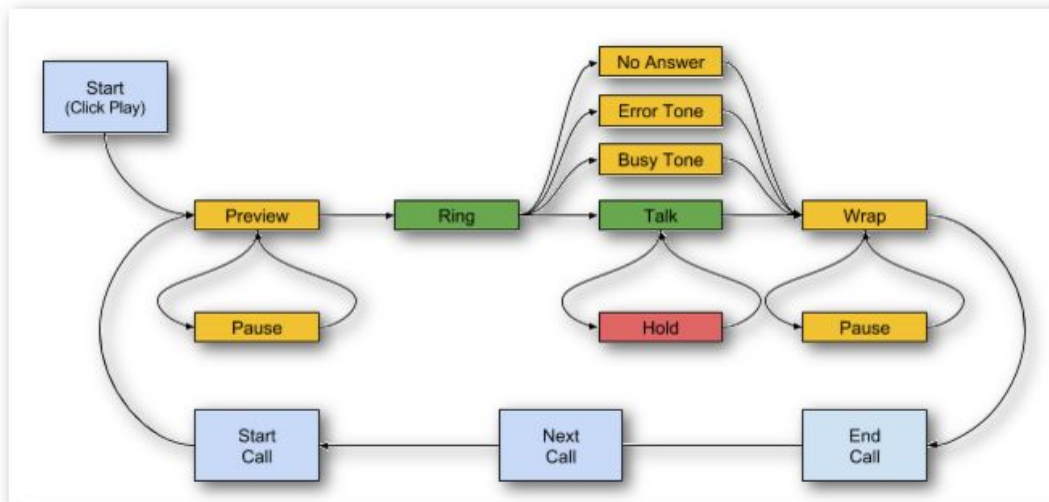 Start
(Click Play)
No Answer
Error Tone
Busy Tone
Preview
Ring
Talk
Wrap
Pause
Hold
Pause
Start
Call
Next
Call
End
Call